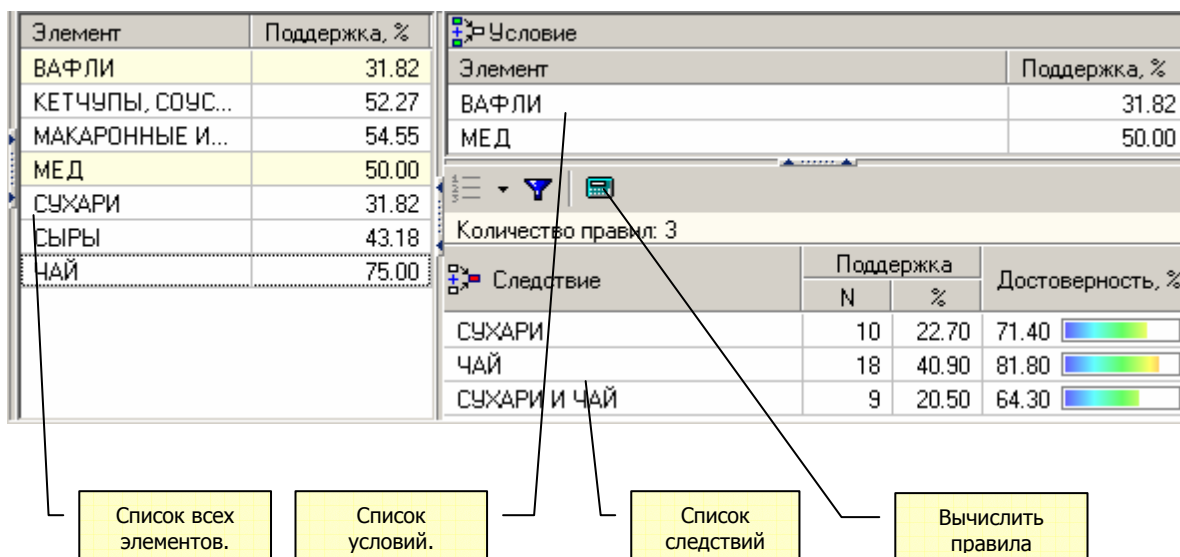 Элемент Поддержка, %
ВАФЛИ 31.82
КЕТЧУПЫ, СОУС... 52.27
МАКАРОННЫЕ И... 54.55
МЕД 50.00
СУХАРИ 31.82
СЫРЫ 43.18
ЧАЙ 75.00
Условие
Элемент Поддержка, %
ВАФЛИ 31.82
МЕД 50.00
Количество правил: 3
Следствие Поддержка Достоверность, %
N %
СУХАРИ 10 22.70 71.40
ЧАЙ 18 40.90 81.80
СУХАРИ И ЧАЙ 9 20.50 64.30
Список всех
элементов.
Список
условий.
Список
следствий
Вычислить
правила